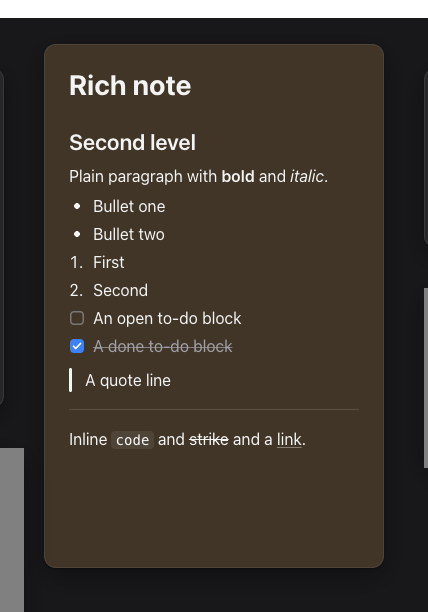 Rich note
Second level
Plain paragraph with bold and italic.
• Bullet one
• Bullet two
1. First
2. Second
An open to-do block
A done to-do block
A quote line
Inline code and strike and a link.